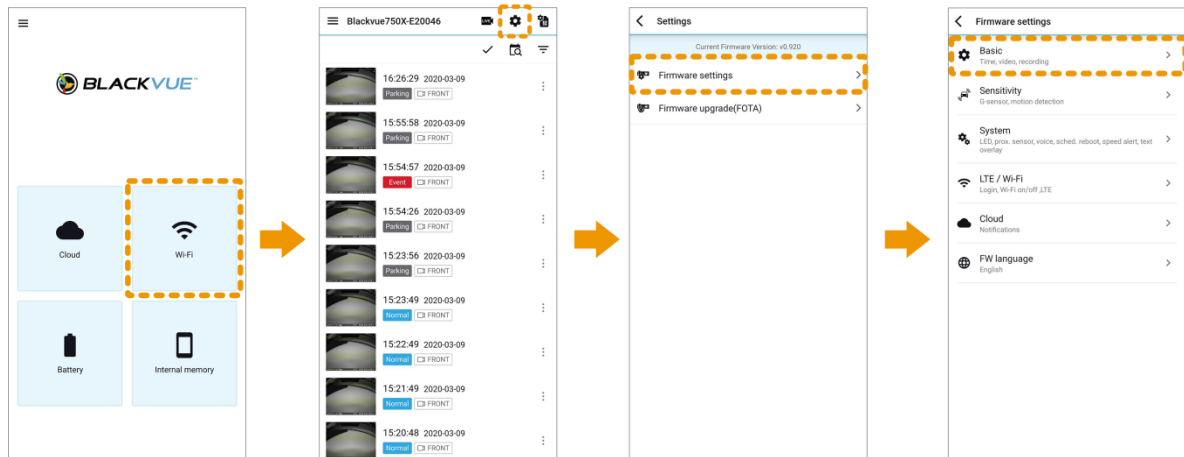 BLACKVUE
Cloud
Wi-Fi
Battery
Internal memory
Blackvue750X-E20046
LIVE
16:26:29 2020-03-09
Parking FRONT
15:55:58 2020-03-09
Parking FRONT
15:54:57 2020-03-09
Event FRONT
15:54:26 2020-03-09
Parking FRONT
15:23:56 2020-03-09
Parking FRONT
15:23:49 2020-03-09
Normal FRONT
15:22:49 2020-03-09
Normal FRONT
15:21:49 2020-03-09
Normal FRONT
15:20:48 2020-03-09
Normal FRONT
Settings
Current Firmware Version: v0.920
Firmware settings
Firmware upgrade(FOTA)
Firmware settings
Basic
Time, video, recording
Sensitivity
G-sensor, motion detection
System
LED, prox. sensor, voice, sched. reboot, speed alert, text
overlay
LTE / Wi-Fi
Login, Wi-Fi on/off ,LTE
Cloud
Notifications
FW language
English